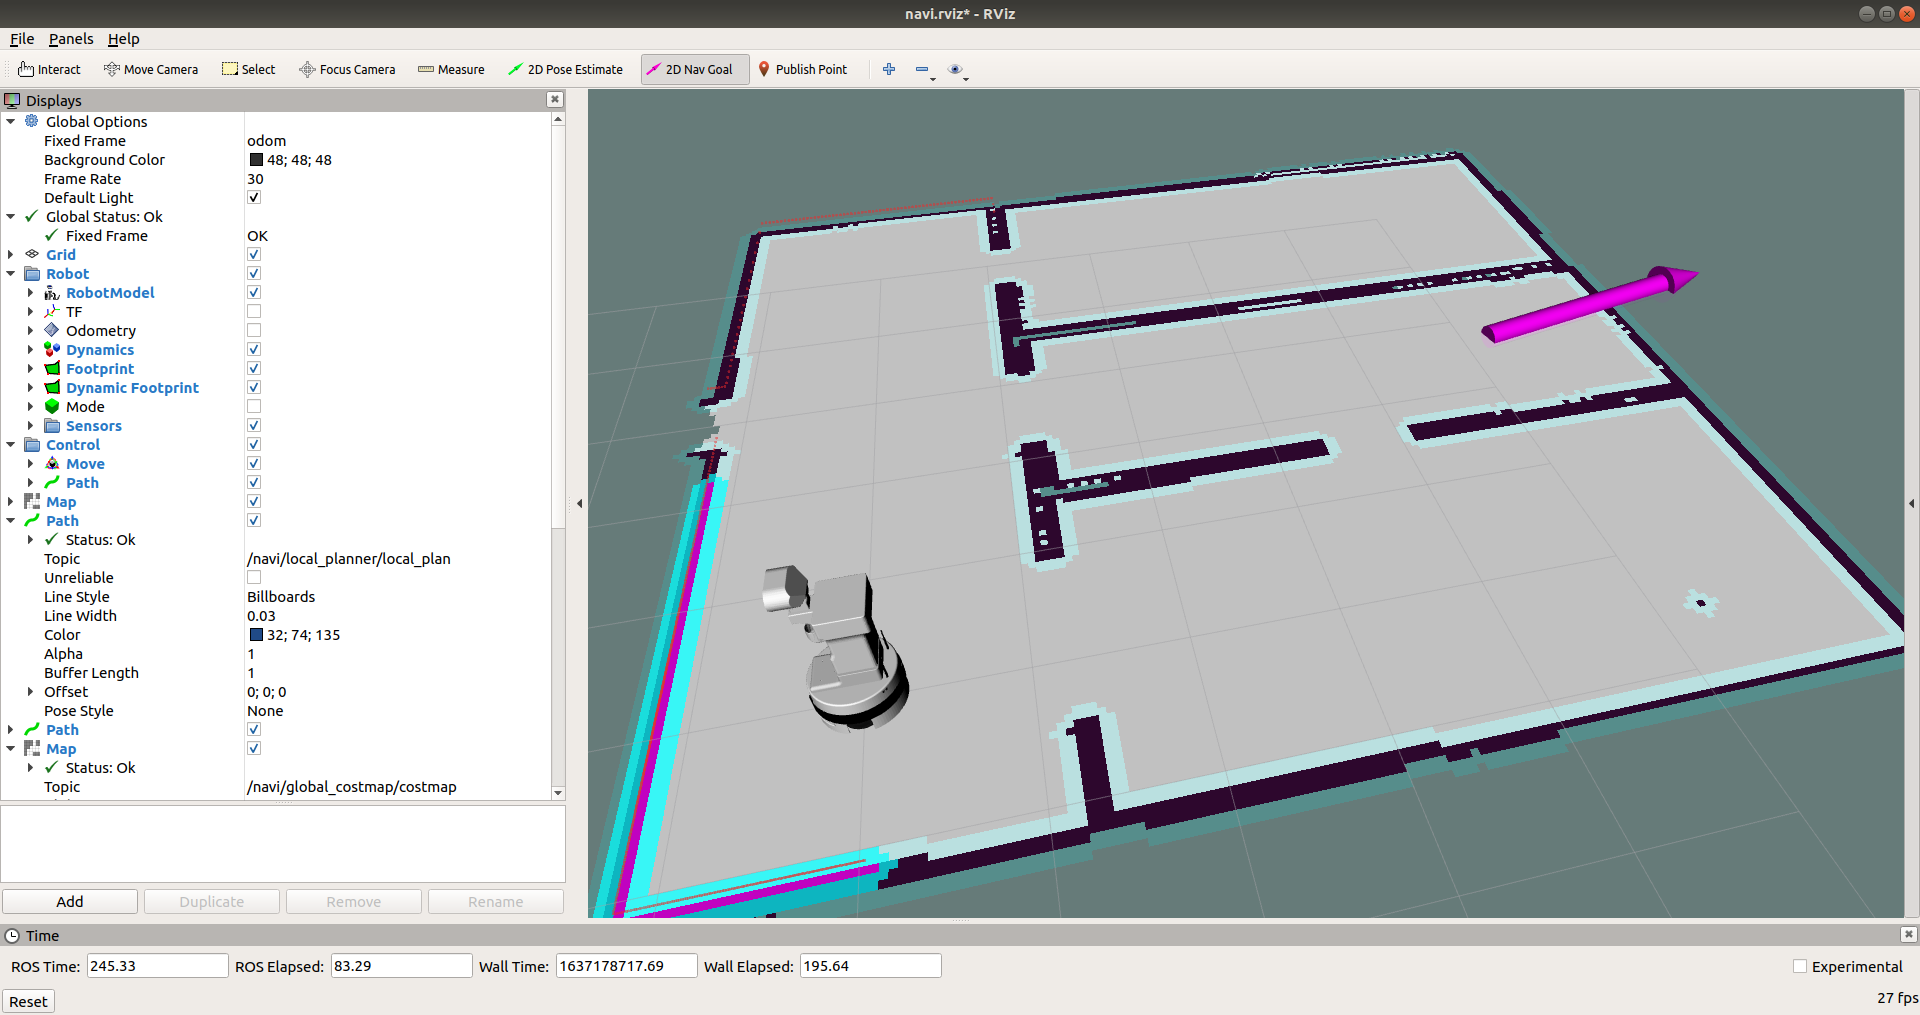 navi.rviz* - RViz
File Panels Help
Interact Move Camera Select Focus Camera Measure 2D Pose Estimate 2D Nav Goal Publish Point
Displays
Global Options
Fixed Frame odom
Background Color 48; 48; 48
Frame Rate 30
Default Light
Global Status: Ok
Fixed Frame OK
Grid
Robot
RobotModel
TF
Odometry
Dynamics
Footprint
Dynamic Footprint
Mode
Sensors
Control
Move
Path
Map
Path
Status: Ok
Topic /navi/local_planner/local_plan
Unreliable
Line Style Billboards
Line Width 0.03
Color 32; 74; 135
Alpha 1
Buffer Length 1
Offset 0; 0; 0
Pose Style None
Path
Map
Status: Ok
Topic /navi/global_costmap/costmap
Add Duplicate Remove Rename
Time
ROS Time: 245.33 ROS Elapsed: 83.29 Wall Time: 1637178717.69 Wall Elapsed: 195.64 Experimental
Reset 27 fps